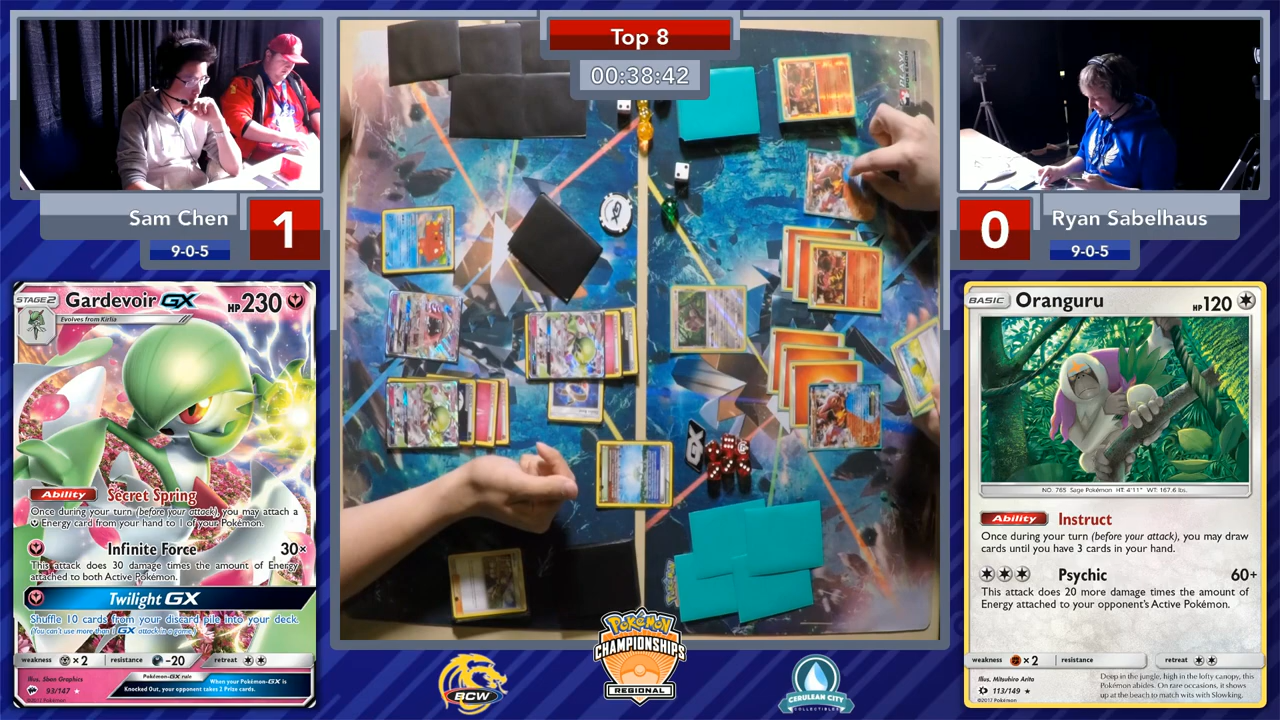 Top 8
00:38:42
Sam Chen
9-0-5
1
0
Ryan Sabelhaus
9-0-5
STAGE2
Gardevoir GX
HP230
Evolves from Kirlia
Ability Secret Spring
Once during your turn (before your attack), you may attach a
Energy card from your hand to 1 of your Pokémon.
Infinite Force 30×
This attack does 30 damage times the amount of Energy
attached to both Active Pokémon.
Twilight GX
Shuffle 10 cards from your discard pile into your deck.
(You can't use more than 1 GX attack in a game.)
weakness ×2 resistance -20 retreat
Illus. 5ban Graphics
Pokémon-GX rule
When your Pokémon-GX is
Knocked Out, your opponent takes 2 Prize cards.
93/147
©2017 Pokémon
BASIC Oranguru HP120
NO. 765 Sage Pokémon HT: 4'11" WT: 167.6 lbs.
Ability Instruct
Once during your turn (before your attack), you may draw
cards until you have 3 cards in your hand.
Psychic 60+
This attack does 20 more damage times the amount of
Energy attached to your opponent's Active Pokémon.
weakness ×2 resistance retreat
Illus. Mitsuhiro Arita
113/149
©2017 Pokémon
Deep in the jungle, high in the lofty canopy, this
Pokémon abides. On rare occasions, it shows
up at the beach to match wits with Slowking.
GX
BCW
Pokémon
CHAMPIONSHIPS
REGIONAL
CERULEAN CITY
COLLECTIBLES